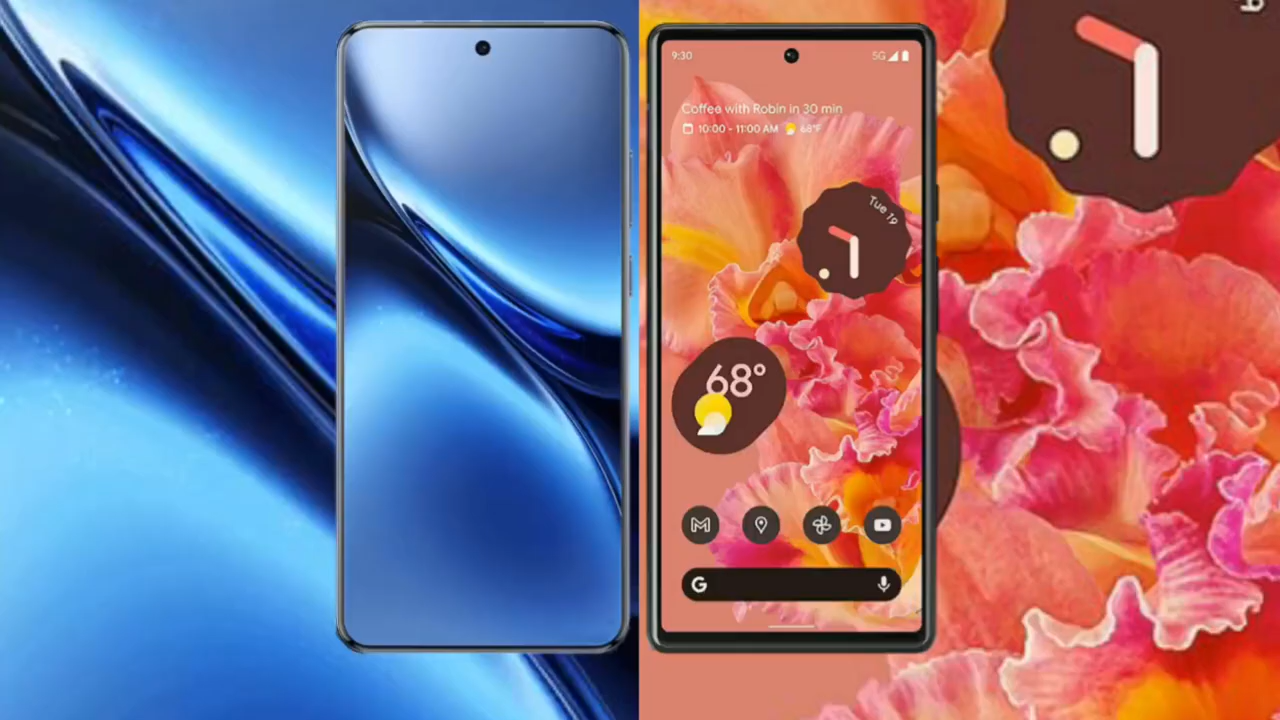 9:30
5G
Coffee with Robin in 30 min
10:00 - 11:00 AM 68°F
Tue 19
68°
G